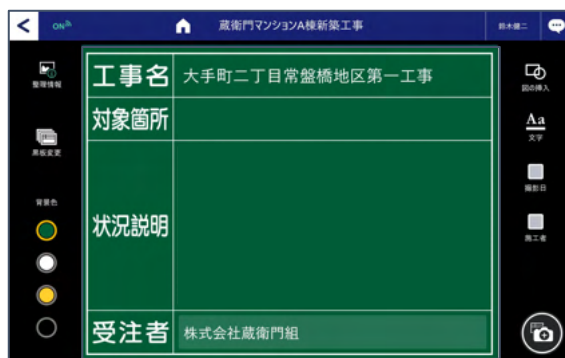 ON
蔵衛門マンションA棟新築工事
鈴木健二
整理情報
黒板変更
背景色
工事名
大手町二丁目常盤橋地区第一工事
対象箇所
状況説明
受注者
株式会社蔵衛門組
図の挿入
Aa
文字
撮影日
施工者